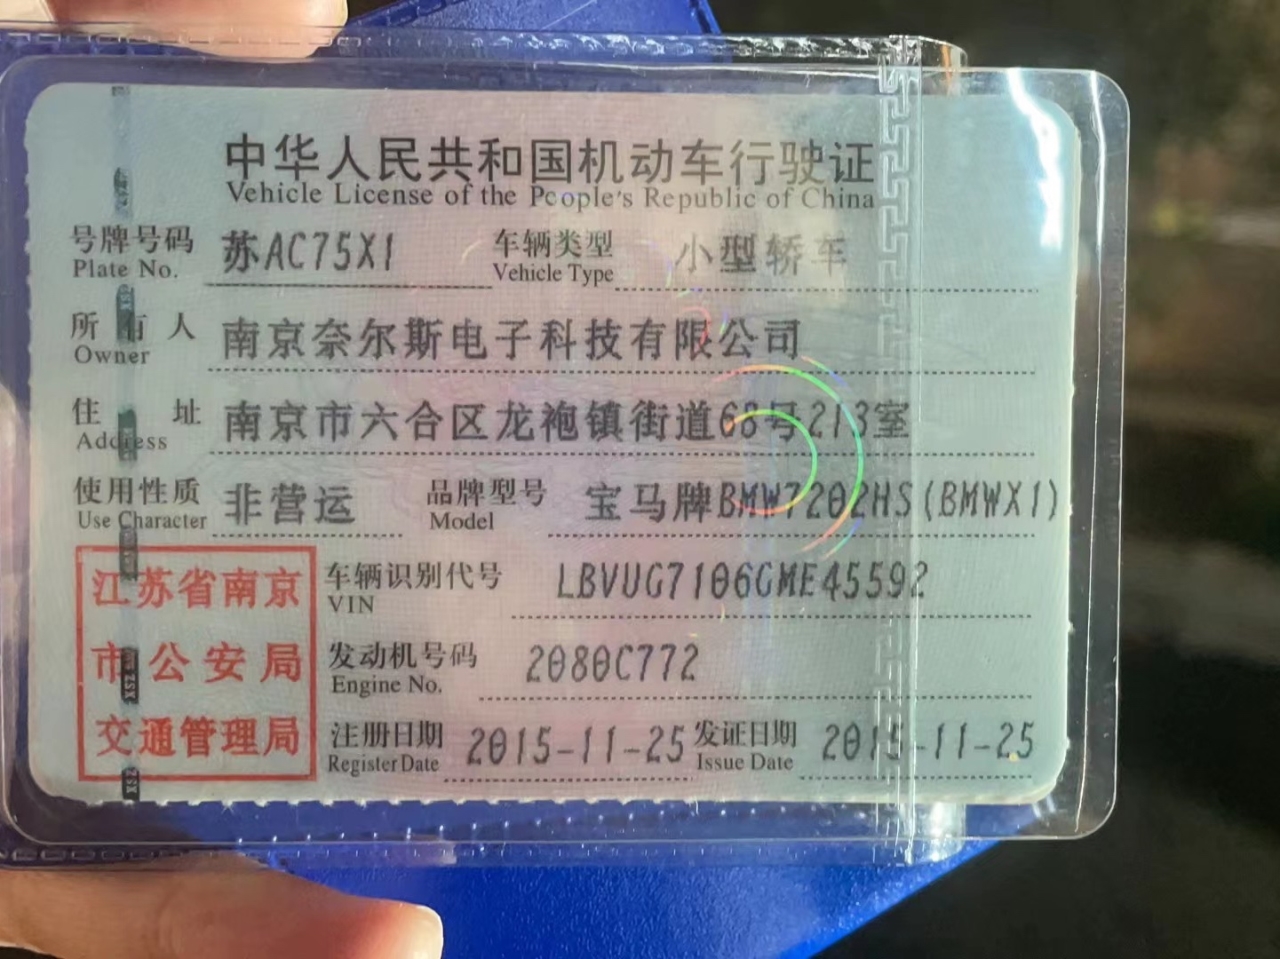 中华人民共和国机动车行驶证
Vehicle License of the People's Republic of China
号牌号码 苏AC75X1 车辆类型 小型轿车
Plate No. Vehicle Type
所有人 南京奈尔斯电子科技有限公司
Owner
住址 南京市六合区龙袍镇街道68号213室
Address
使用性质 非营运 品牌型号 宝马牌BMW7202HS(BMWX1)
Use Character Model
江苏省南京
市公安局
交通管理局
车辆识别代号 LBVUG7106GME45592
VIN
发动机号码 2080C772
Engine No.
注册日期 2015-11-25 发证日期 2015-11-25
Register Date Issue Date